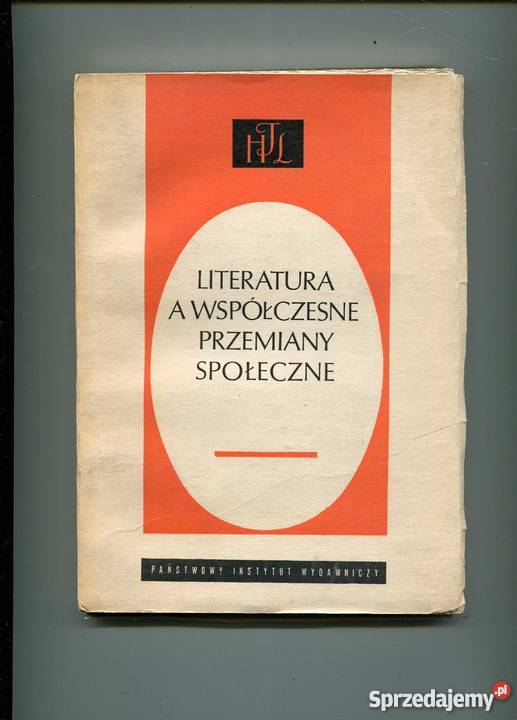 HTL
LITERATURA
A WSPÓŁCZESNE
PRZEMIANY
SPOŁECZNE
PAŃSTWOWY INSTYTUT WYDAWNICZY
Sprzedajemy.pl